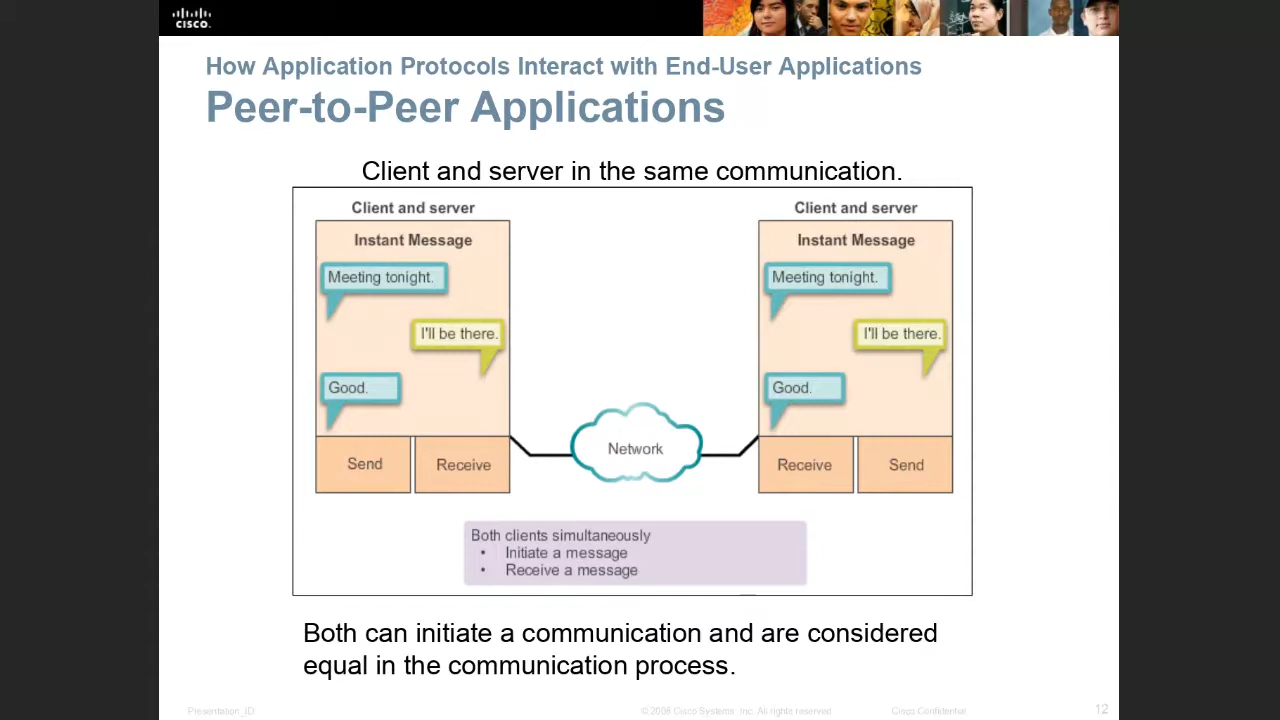 CISCO.
How Application Protocols Interact with End-User Applications
Peer-to-Peer Applications
Client and server in the same communication.
Client and server
Instant Message
Meeting tonight.
I'll be there.
Good.
Send
Receive
Network
Client and server
Instant Message
Meeting tonight.
I'll be there.
Good.
Receive
Send
Both clients simultaneously
• Initiate a message
• Receive a message
Both can initiate a communication and are considered
equal in the communication process.
Presentation_ID
© 2008 Cisco Systems, Inc. All rights reserved.
Cisco Confidential
12